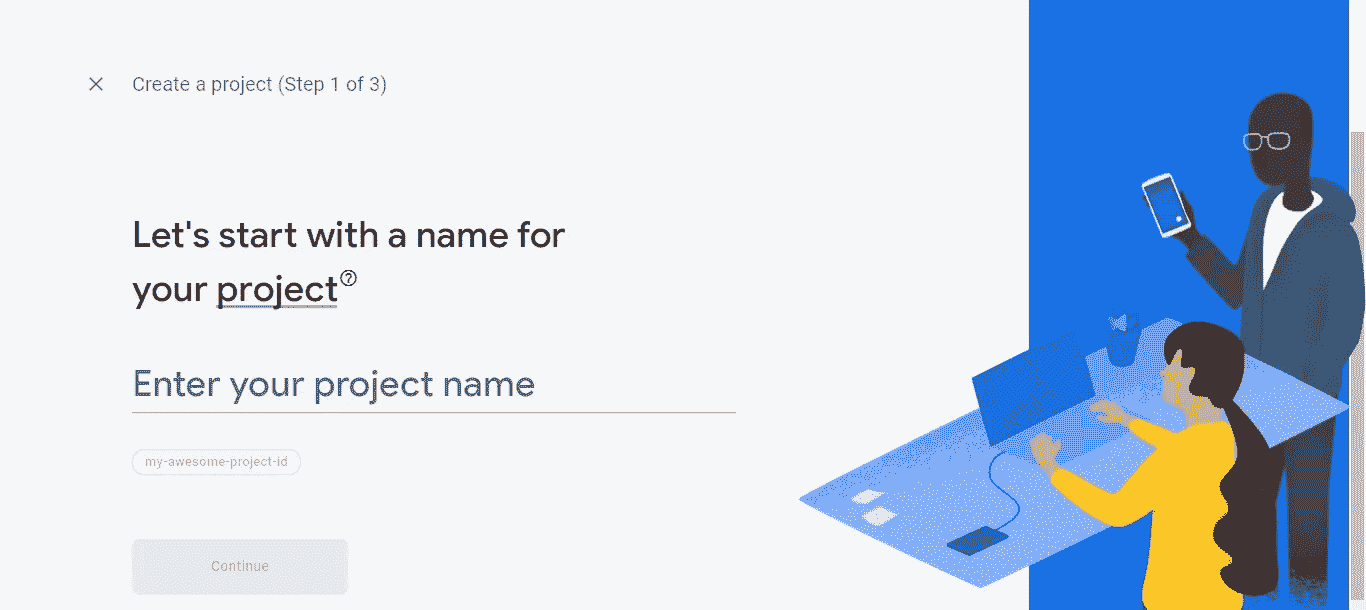 Create a project (Step 1 of 3)
Let's start with a name for
your project
Enter your project name
my-awesome-project-id
Continue